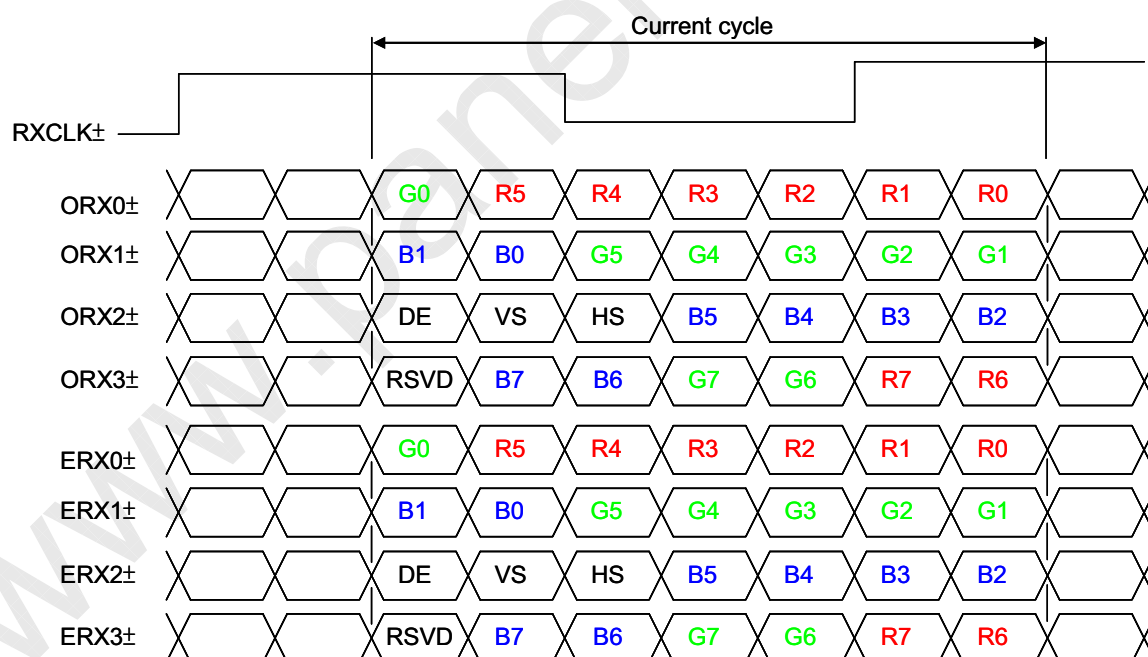 Current cycle
RXCLK±
ORX0± G0 R5 R4 R3 R2 R1 R0
ORX1± B1 B0 G5 G4 G3 G2 G1
ORX2± DE VS HS B5 B4 B3 B2
ORX3± RSVD B7 B6 G7 G6 R7 R6
ERX0± G0 R5 R4 R3 R2 R1 R0
ERX1± B1 B0 G5 G4 G3 G2 G1
ERX2± DE VS HS B5 B4 B3 B2
ERX3± RSVD B7 B6 G7 G6 R7 R6
www.pane